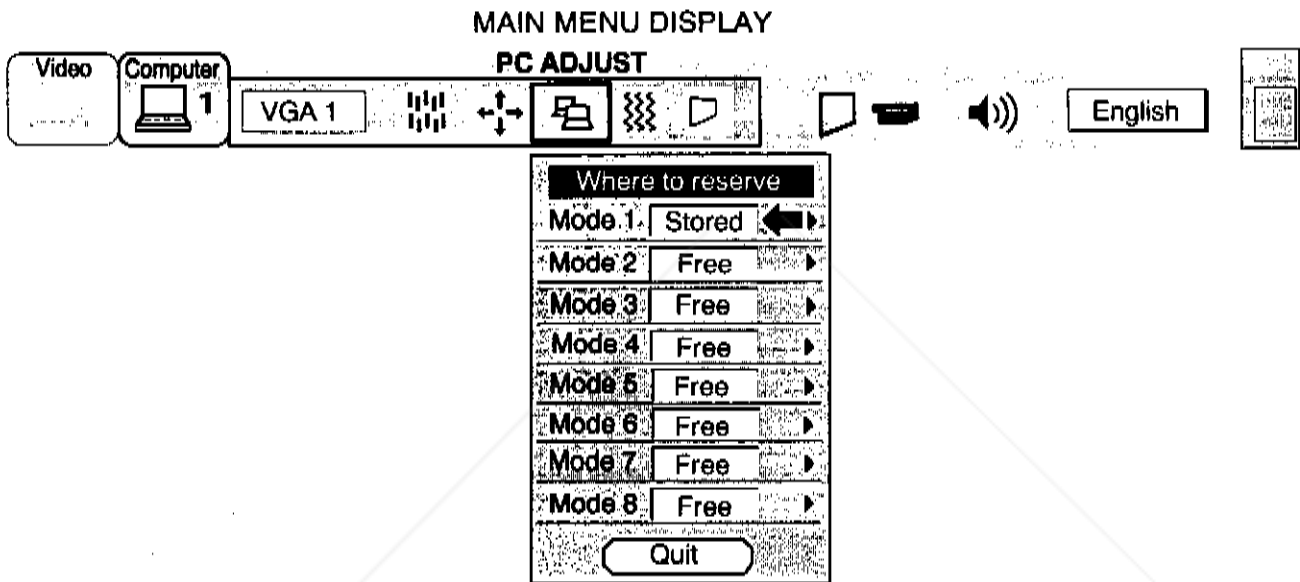 MAIN MENU DISPLAY
PC ADJUST
Video Computer 1 VGA 1 English
Where to reserve
Mode 1 Stored
Mode 2 Free
Mode 3 Free
Mode 4 Free
Mode 5 Free
Mode 6 Free
Mode 7 Free
Mode 8 Free
Quit